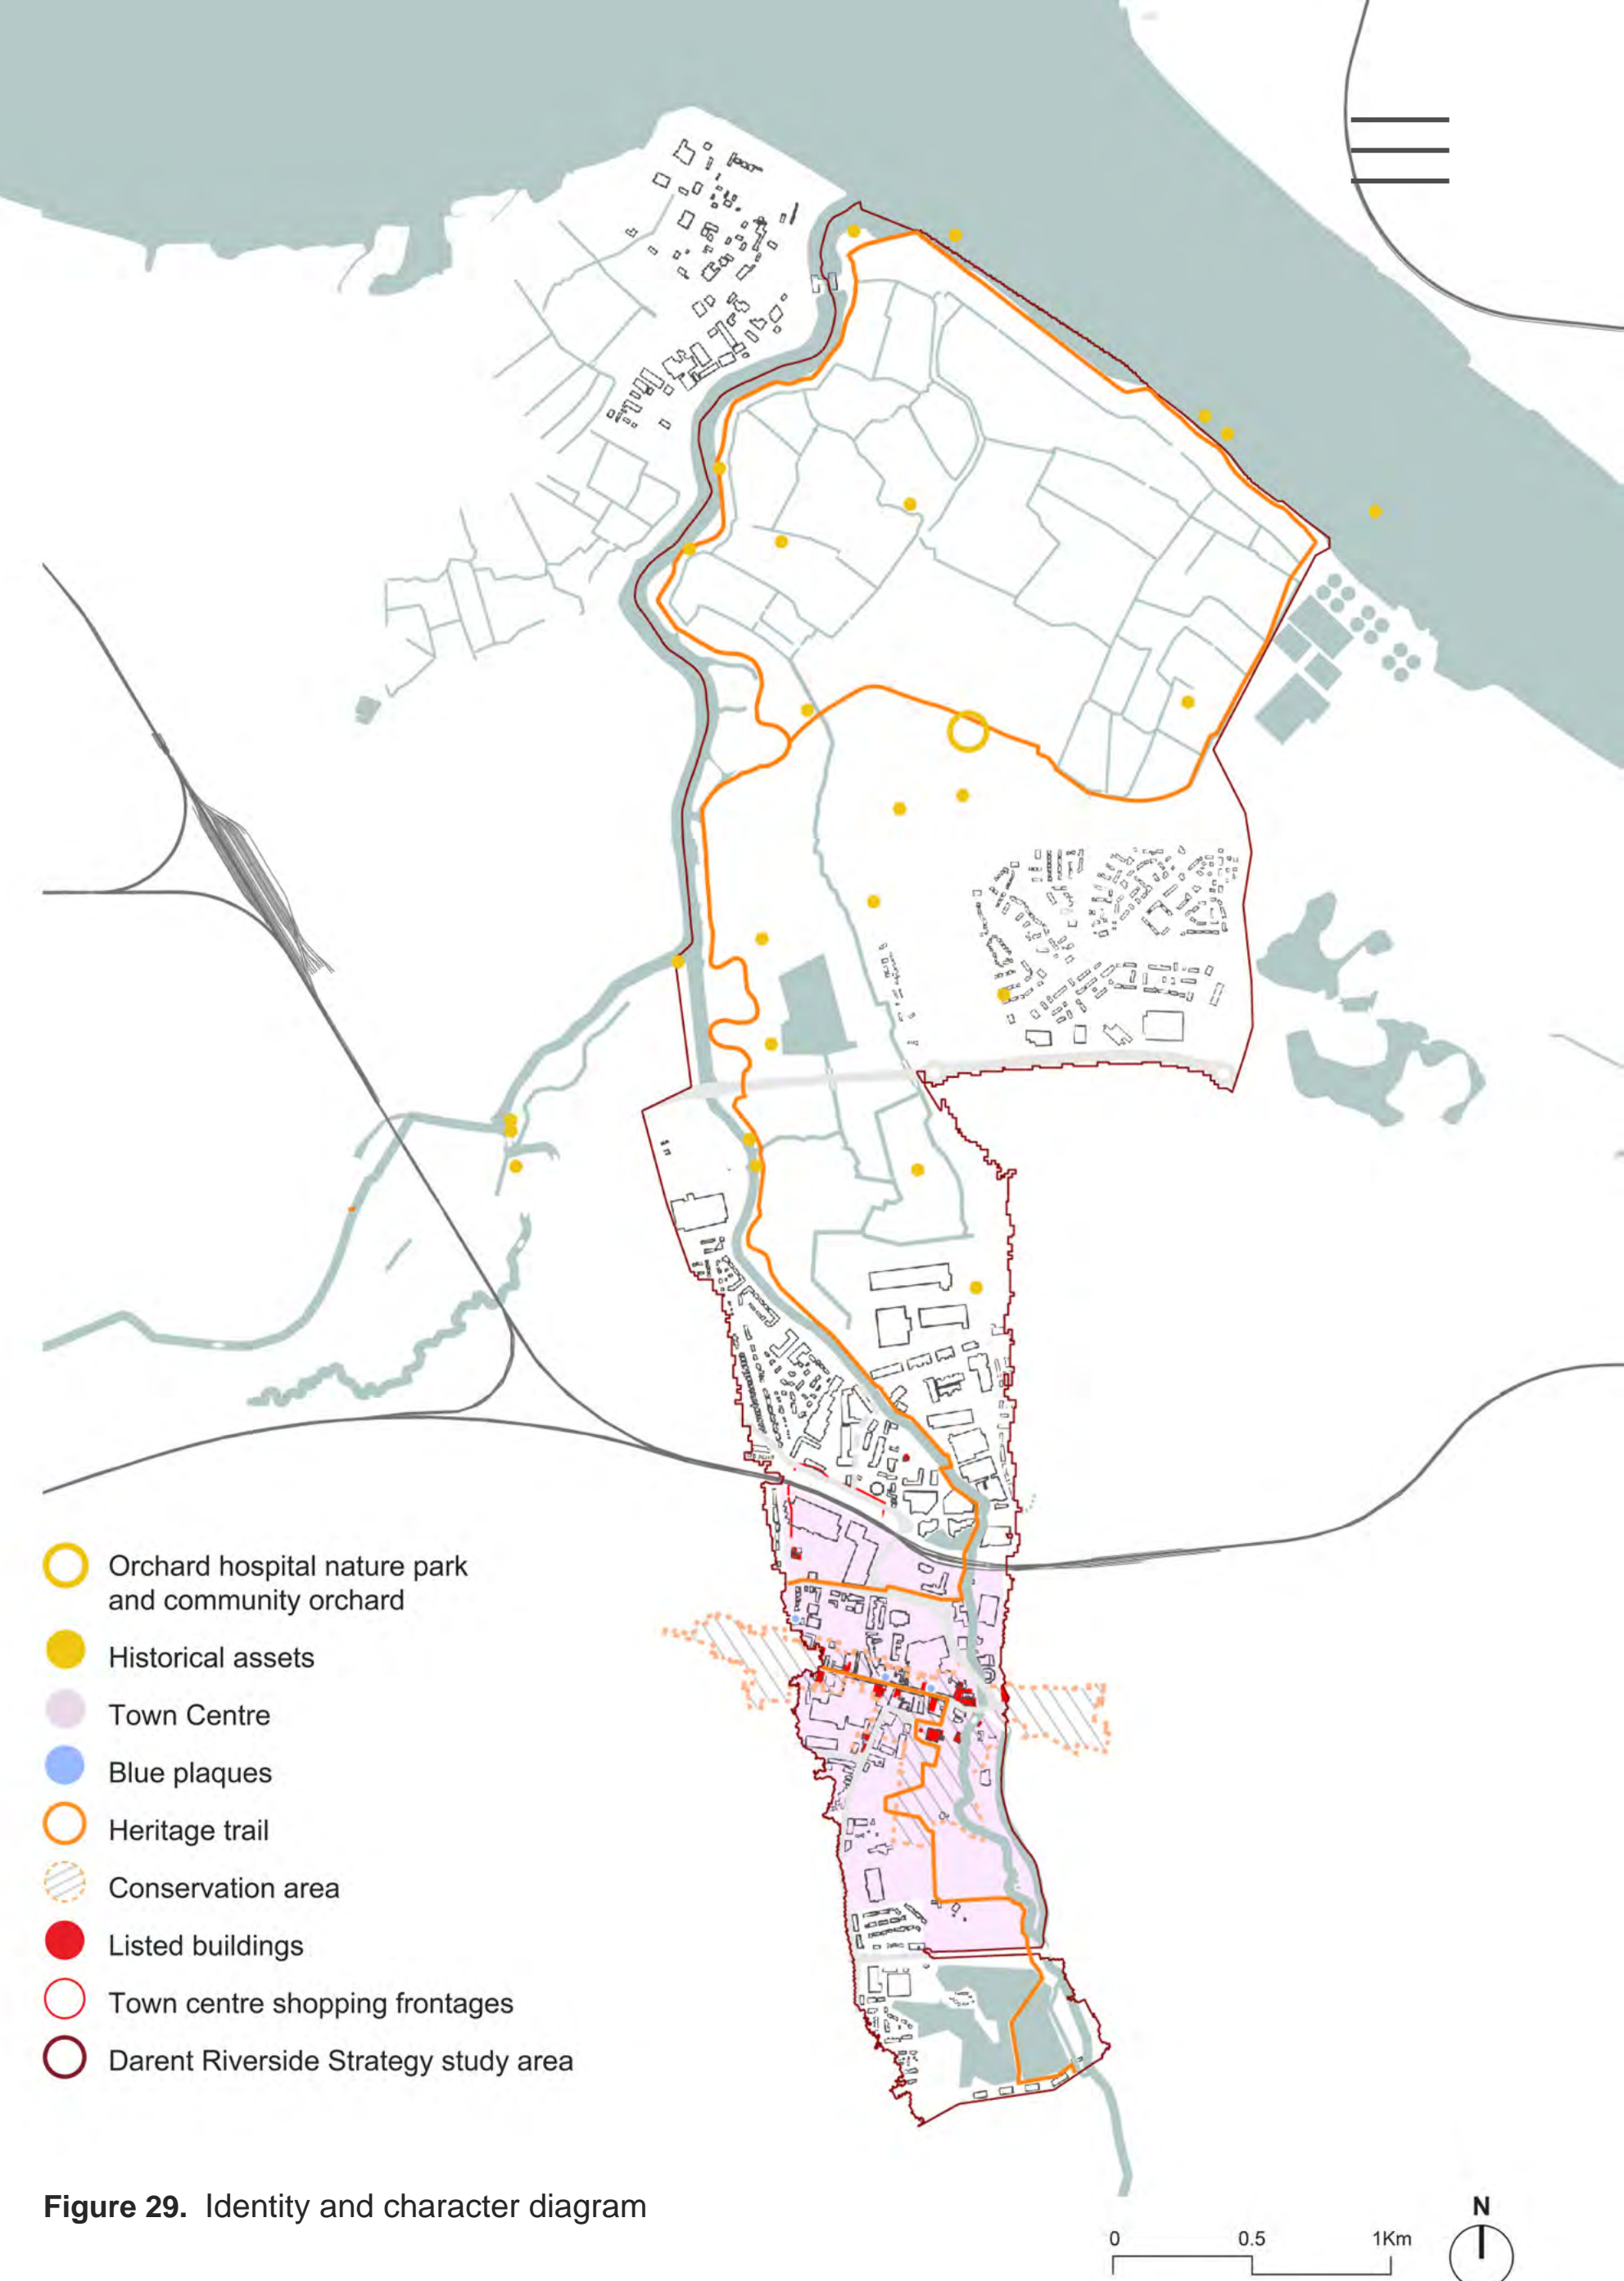 Orchard hospital nature park
and community orchard
Historical assets
Town Centre
Blue plaques
Heritage trail
Conservation area
Listed buildings
Town centre shopping frontages
Darent Riverside Strategy study area
Figure 29. Identity and character diagram
0 0.5 1Km
N